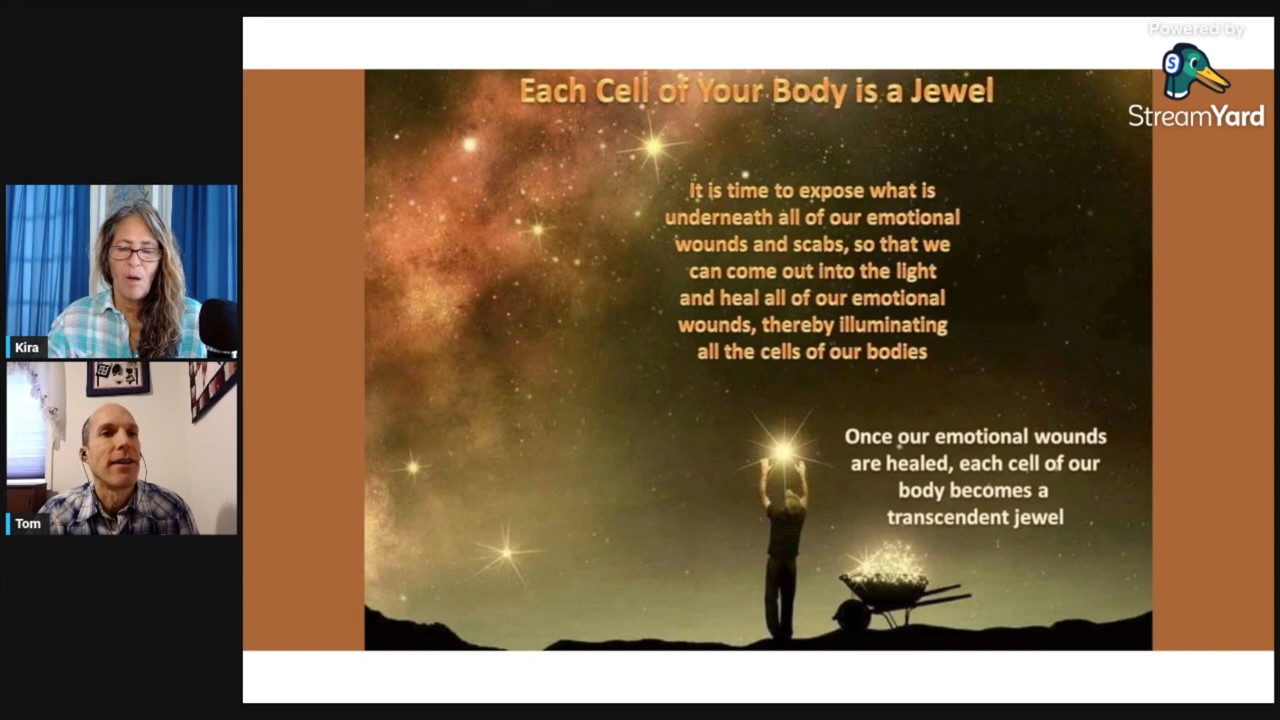 Powered by
S
StreamYard
Each Cell of Your Body is a Jewel
It is time to expose what is
underneath all of our emotional
wounds and scabs, so that we
can come out into the light
and heal all of our emotional
wounds, thereby illuminating
all the cells of our bodies
Once our emotional wounds
are healed, each cell of our
body becomes a
transcendent jewel
Kira
Tom